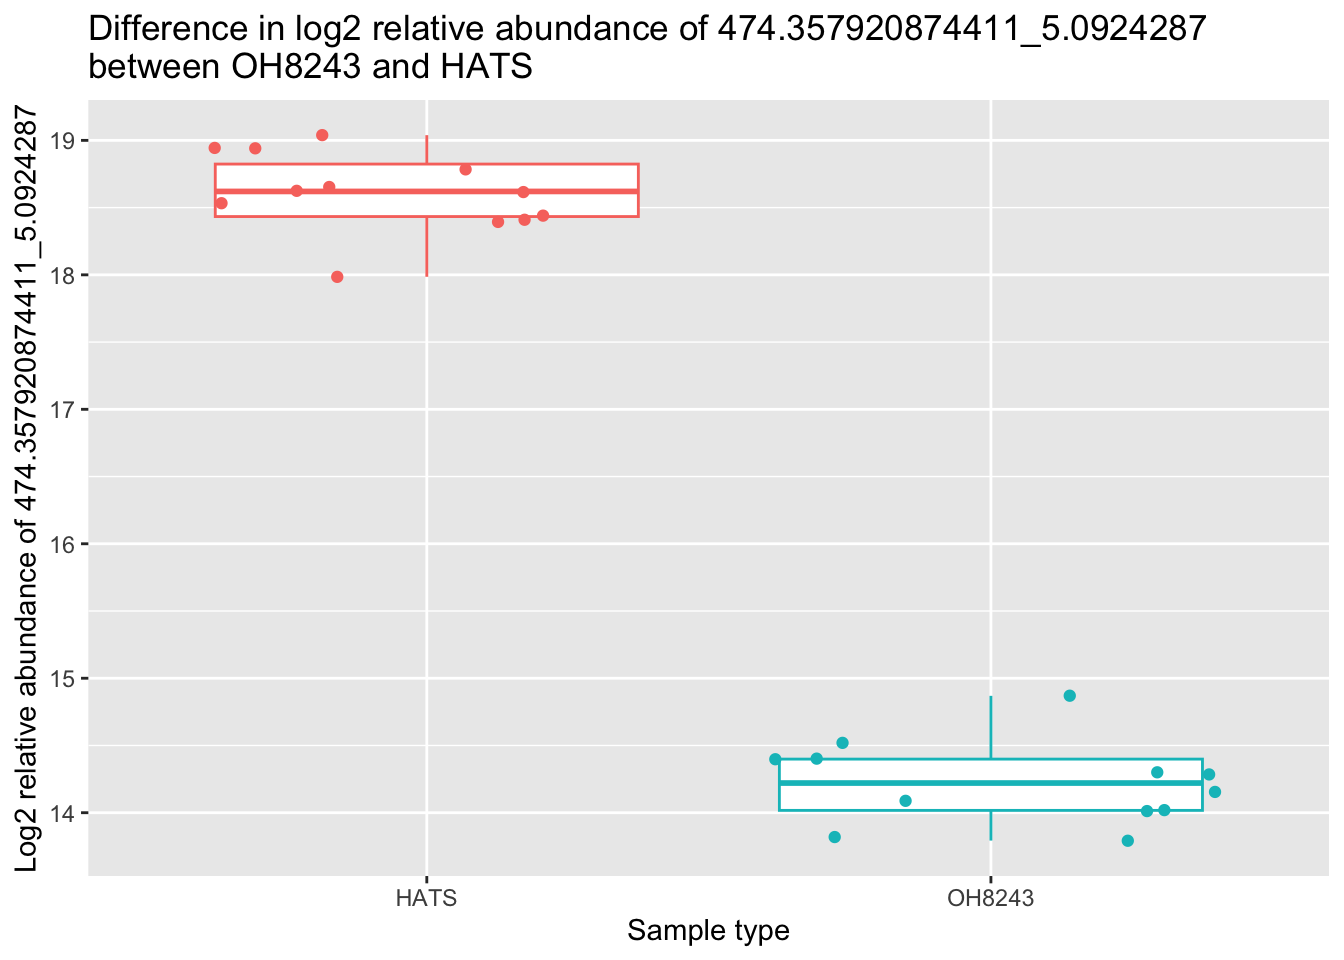 Difference in log2 relative abundance of 474.357920874411_5.0924287
between OH8243 and HATS
Log2 relative abundance of 474.357920874411_5.0924287
19
18
17
16
15
14
HATS
OH8243
Sample type